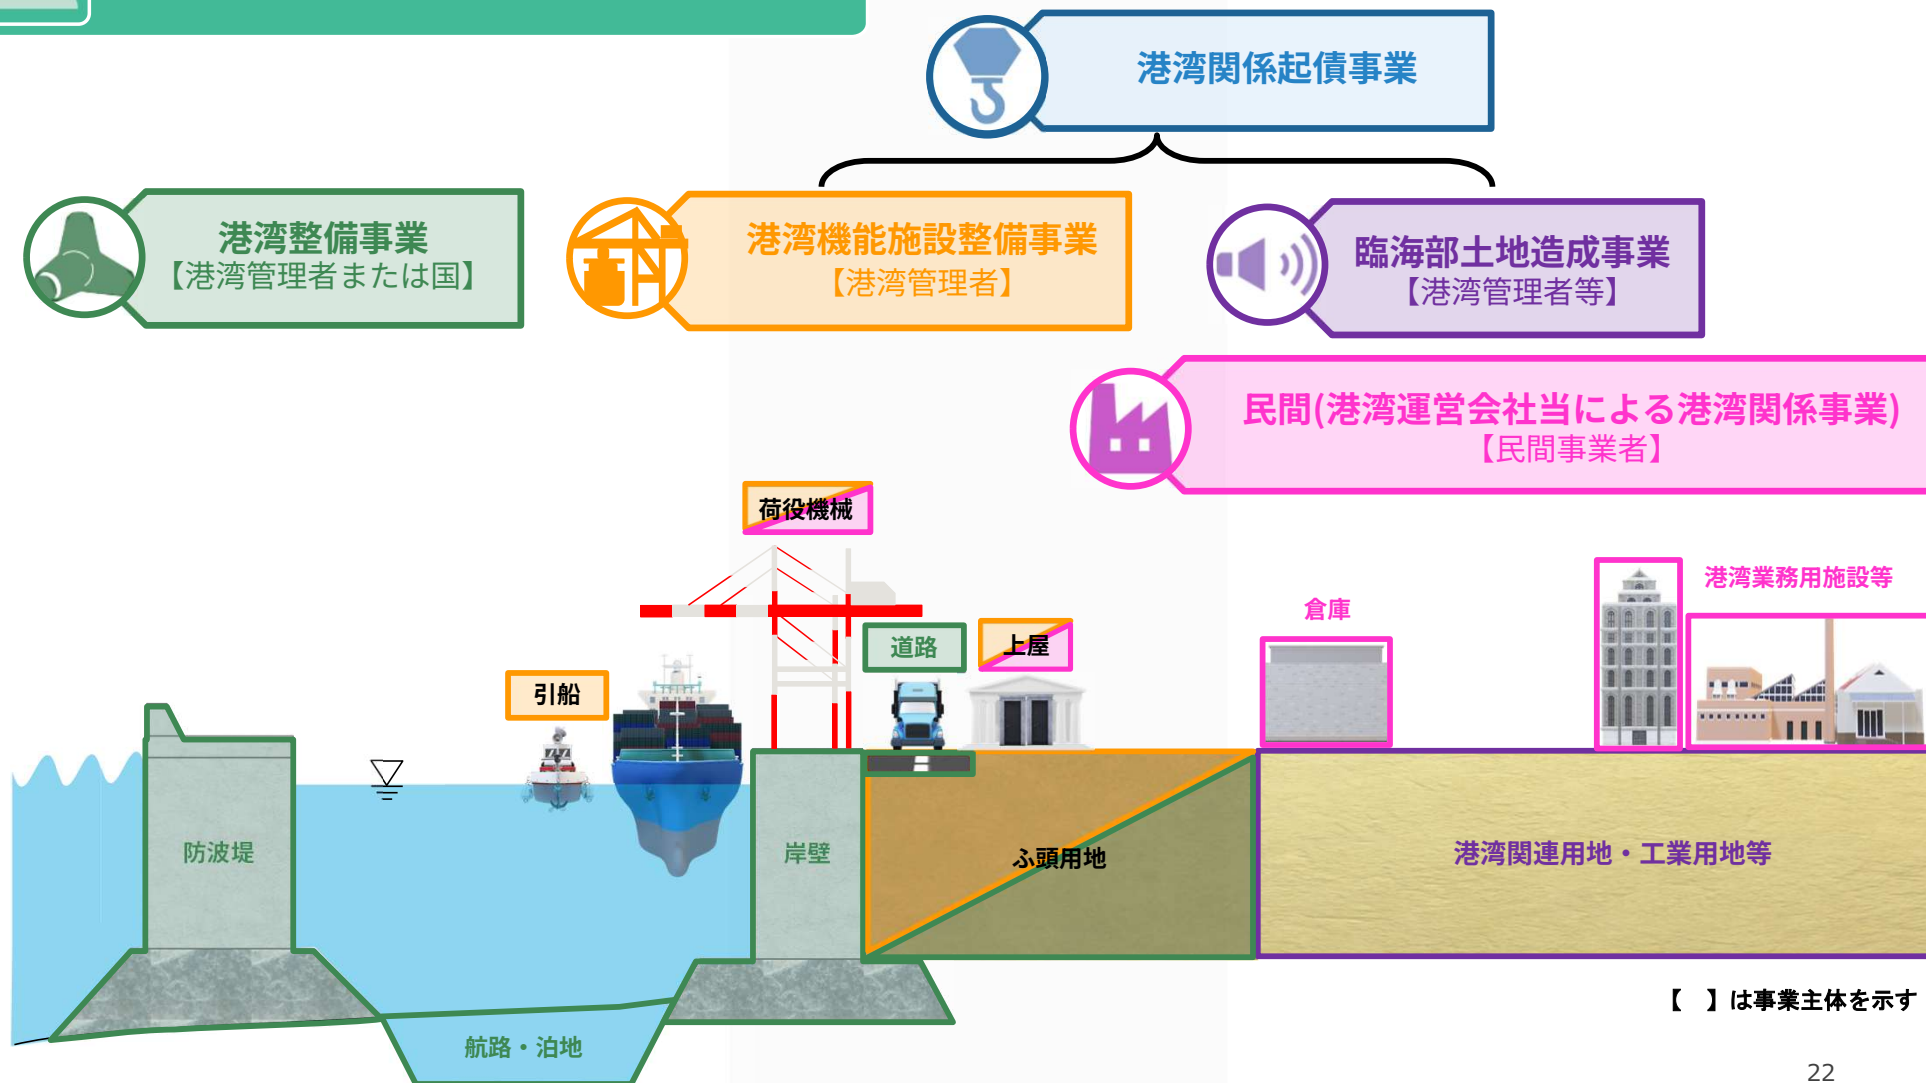 港湾関係起債事業
港湾整備事業
【港湾管理者または国】
港湾機能施設整備事業
【港湾管理者】
臨海部土地造成事業
【港湾管理者等】
民間(港湾運営会社当による港湾関係事業)
【民間事業者】
荷役機械
港湾業務用施設等
倉庫
道路
上屋
引船
防波堤
岸壁
ふ頭用地
港湾関連用地・工業用地等
【　】は事業主体を示す
航路・泊地
22